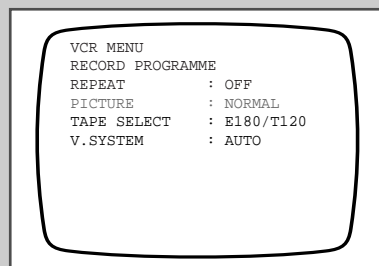 VCR MENU
RECORD PROGRAMME
REPEAT : OFF
PICTURE : NORMAL
TAPE SELECT : E180/T120
V.SYSTEM : AUTO